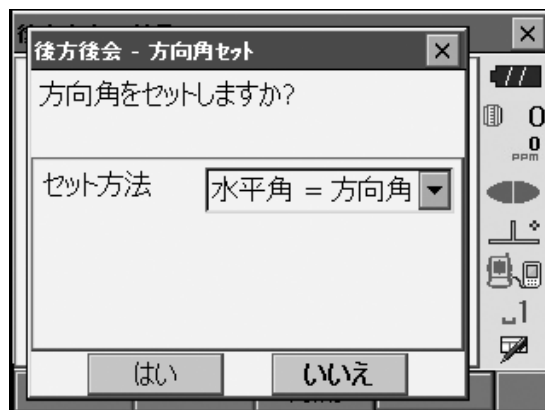 後方後会 - 方向角セット
方向角をセットしますか?
セット方法
水平角 = 方向角
はい
いいえ
0
0
PPM
1